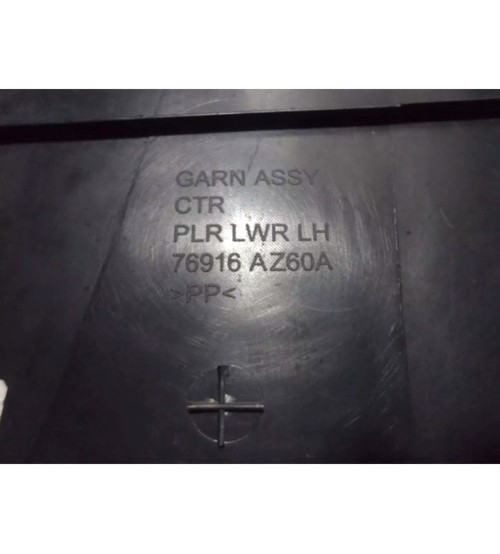 GARN ASSY
CTR
PLR LWR LH
76916 AZ60A
>PP<